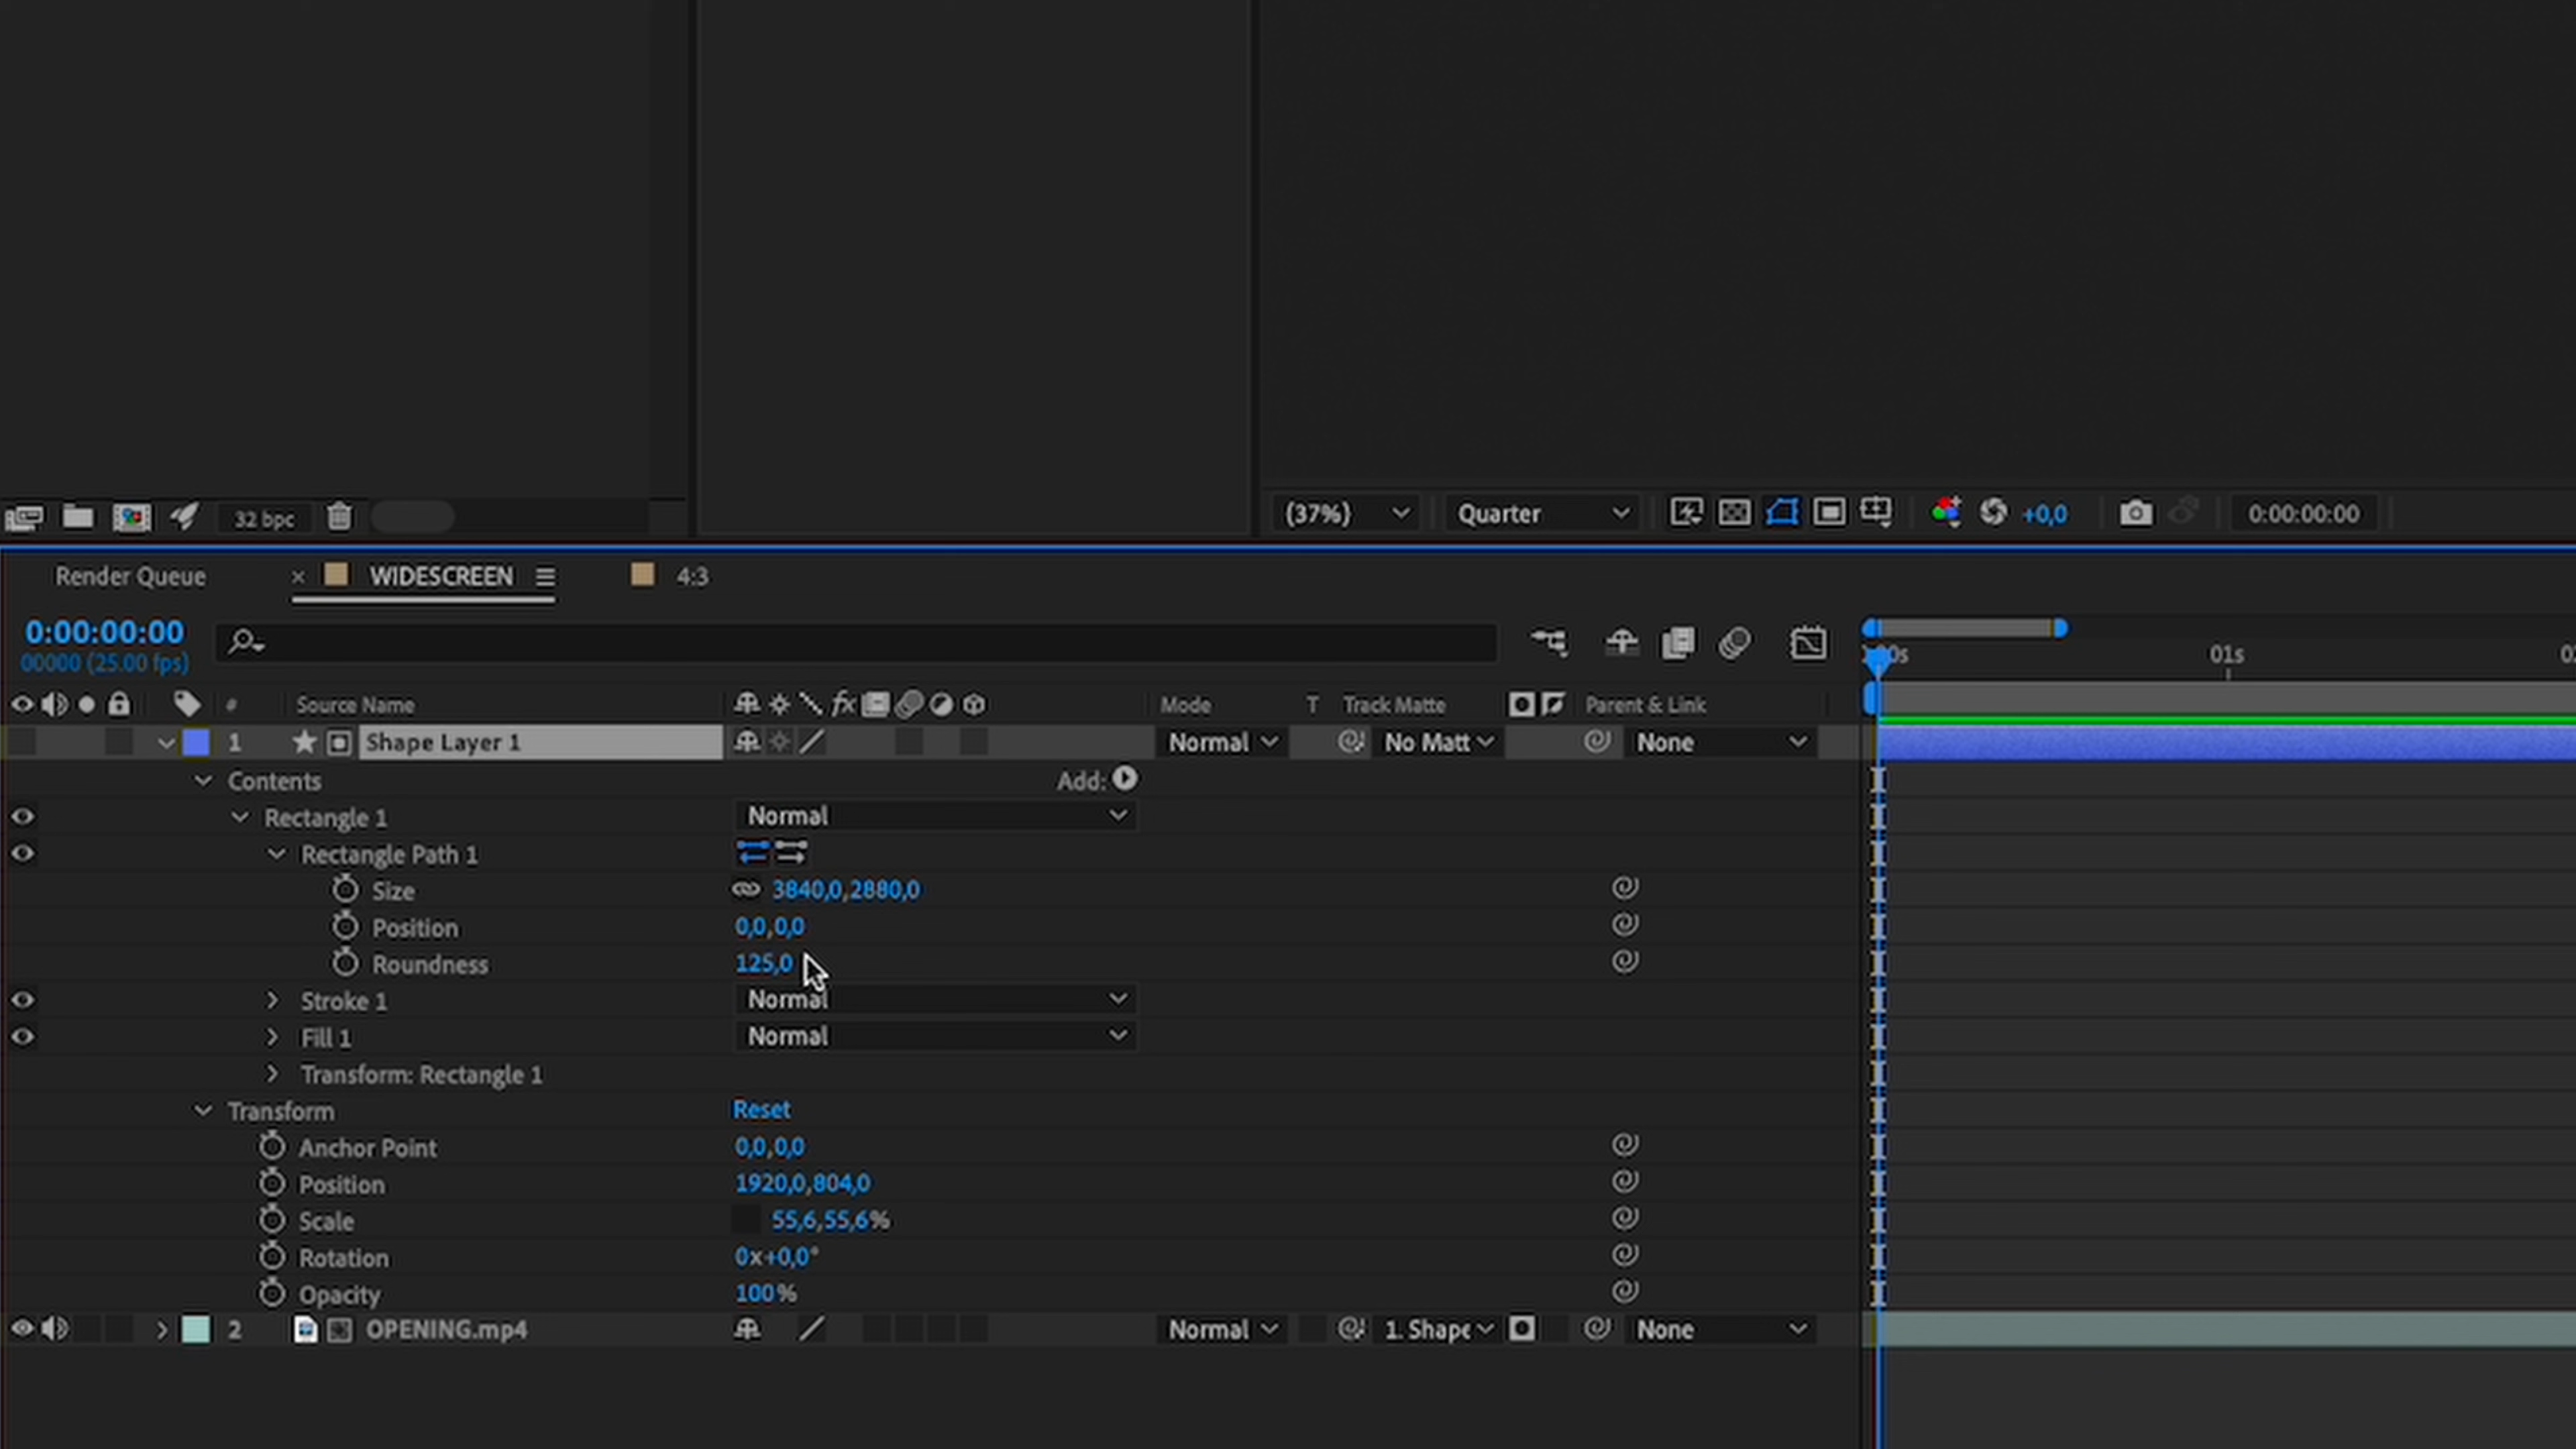 32 bpc
(37%) Quarter +0,0 0:00:00:00
Render Queue × WIDESCREEN 4:3
0:00:00:00
00000 (25.00 fps)
01s
# Source Name fx Mode T Track Matte Parent & Link
1 Shape Layer 1 Normal No Matt None
Contents Add:
Rectangle 1 Normal
Rectangle Path 1
Size 3840,0,2880,0
Position 0,0,0,0
Roundness 125,0
Stroke 1 Normal
Fill 1 Normal
Transform: Rectangle 1
Transform Reset
Anchor Point 0,0,0,0
Position 1920,0,804,0
Scale 55,6,55,6%
Rotation 0x+0,0°
Opacity 100%
2 OPENING.mp4 Normal 1. Shape None